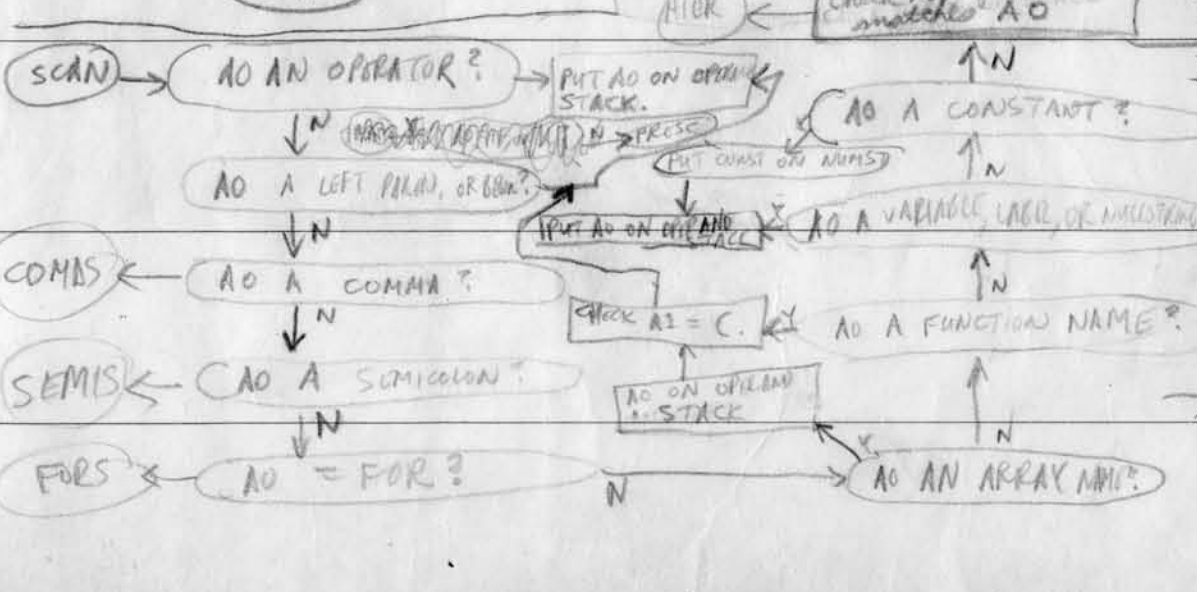 HIER
matches A0
SCAN
A0 AN OPERATOR?
PUT A0 ON
STACK.
N
N
PRESC
N
A0 A CONSTANT?
PUT CONST ON NUMST
N
A0 A LEFT PAREN, OR
N
PUT A0 ON OPERAND
STACK
Y
A0 A VARIABLE, LABEL, OR NULLSTRING
COMAS
A0 A COMMA?
N
N
CHECK A1 = C.
Y
A0 A FUNCTION NAME?
SEMIS
A0 A SEMICOLON?
A0 ON OPERAND
STACK
N
N
Y
FORS
A0 = FOR?
N
A0 AN ARRAY NAME?